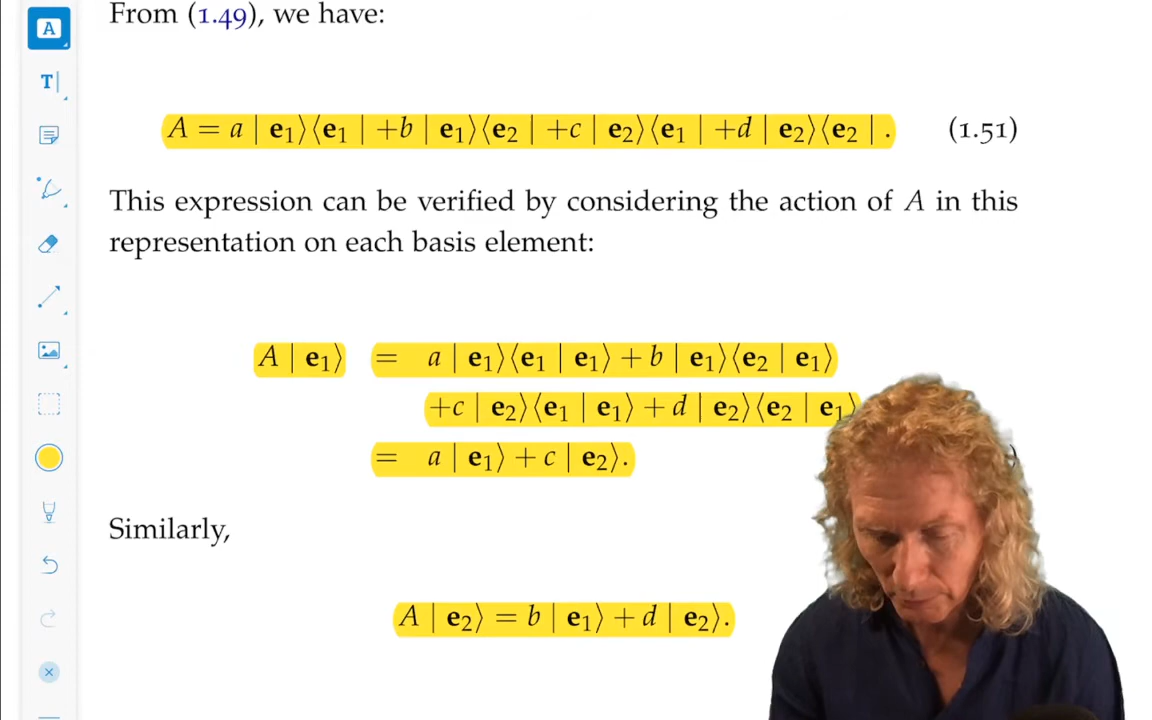 From (1.49), we have:
A = a | e₁⟩⟨e₁ | +b | e₁⟩⟨e₂ | +c | e₂⟩⟨e₁ | +d | e₂⟩⟨e₂ | . (1.51)
This expression can be verified by considering the action of A in this
representation on each basis element:
A | e₁⟩ = a | e₁⟩⟨e₁ | e₁⟩ + b | e₁⟩⟨e₂ | e₁⟩
+c | e₂⟩⟨e₁ | e₁⟩ + d | e₂⟩⟨e₂ | e₁⟩
= a | e₁⟩ + c | e₂⟩.
Similarly,
A | e₂⟩ = b | e₁⟩ + d | e₂⟩.